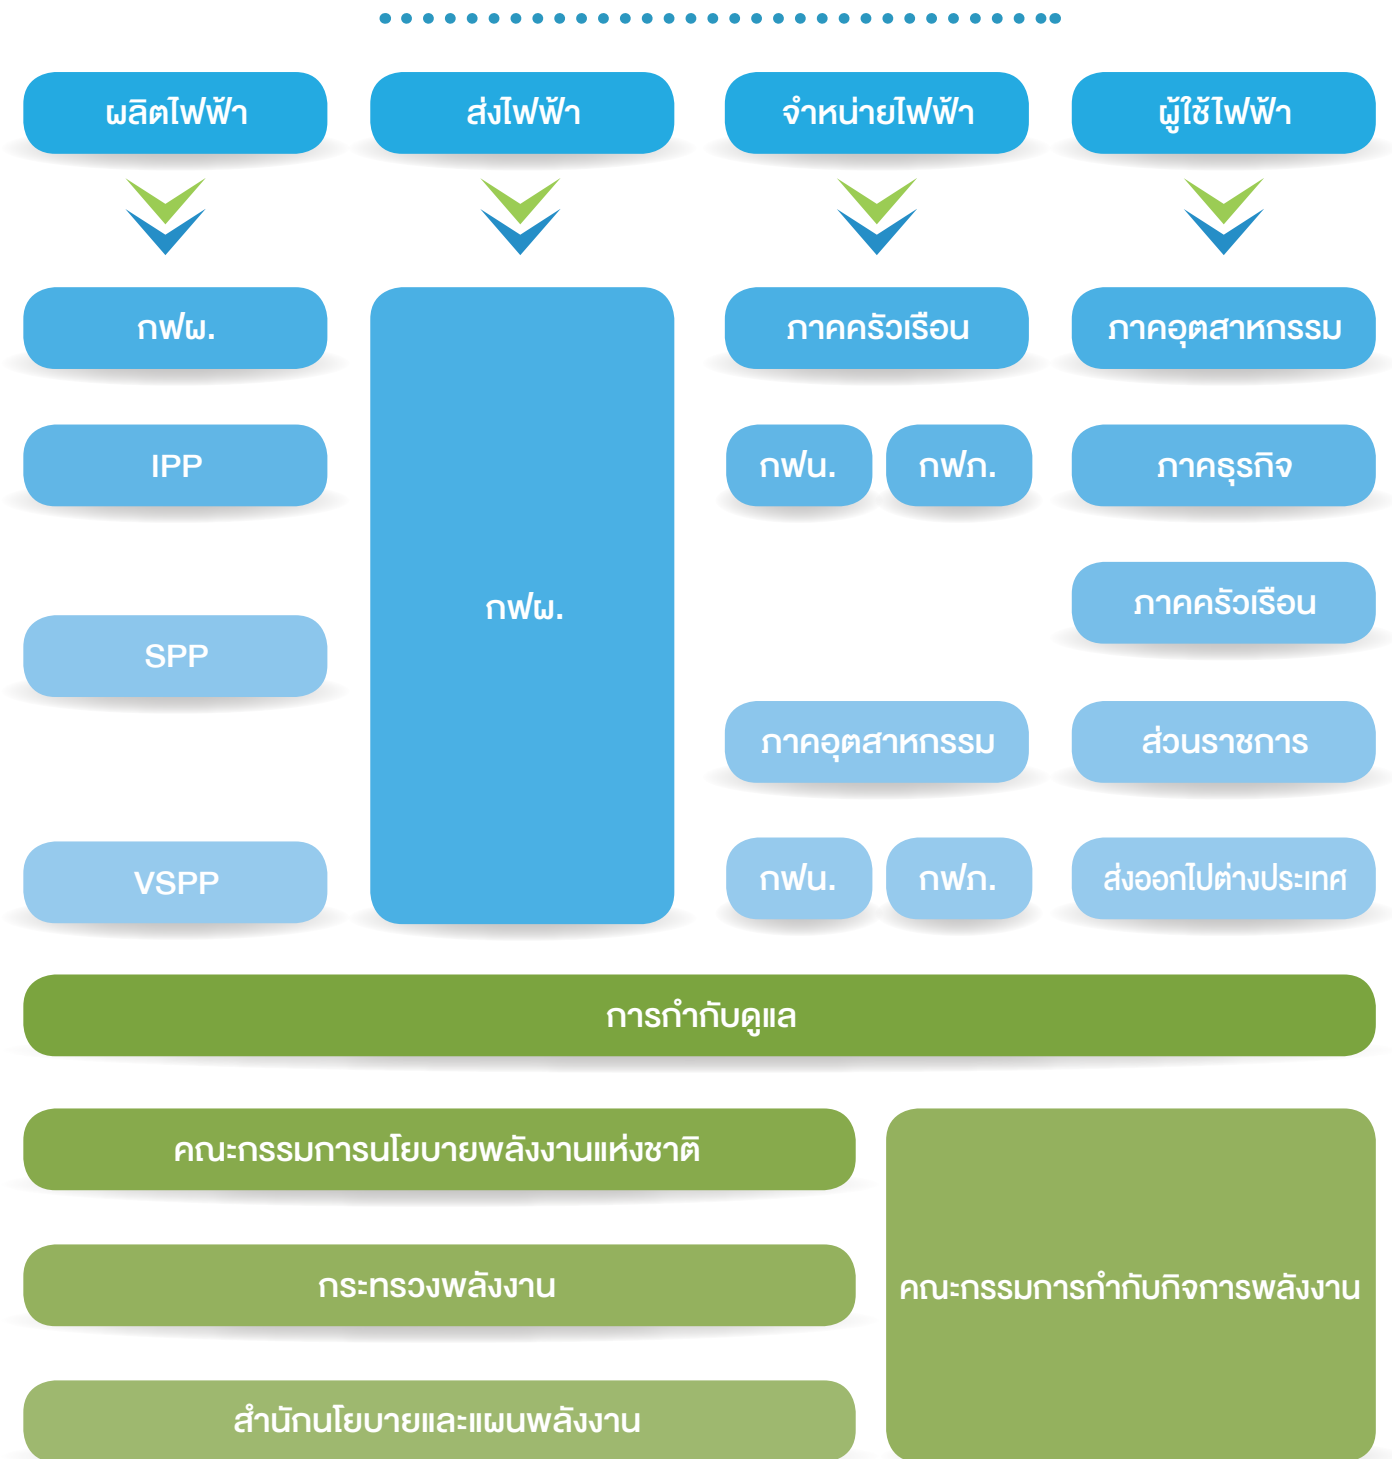 ผลิตไฟฟ้า
ส่งไฟฟ้า
จำหน่ายไฟฟ้า
ผู้ใช้ไฟฟ้า
กฟผ.
IPP
SPP
VSPP
กฟผ.
ภาคครัวเรือน
กฟน.
กฟภ.
ภาคอุตสาหกรรม
กฟน.
กฟภ.
ภาคอุตสาหกรรม
ภาคธุรกิจ
ภาคครัวเรือน
ส่วนราชการ
ส่งออกไปต่างประเทศ
การกำกับดูแล
คณะกรรมการนโยบายพลังงานแห่งชาติ
กระทรวงพลังงาน
สำนักนโยบายและแผนพลังงาน
คณะกรรมการกำกับกิจการพลังงาน